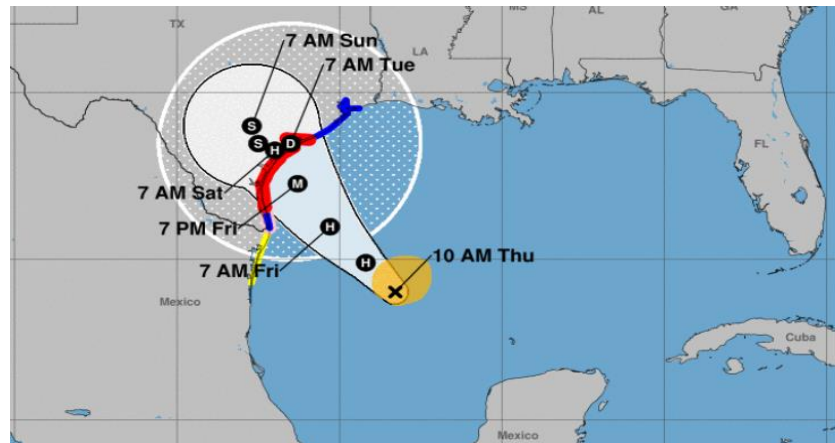 MS
AL
GA
TX
7 AM Sun
LA
7 AM Tue
S
S
H
D
FL
7 AM Sat
M
7 PM Fri
H
10 AM Thu
7 AM Fri
H
Mexico
Cuba
Mexico